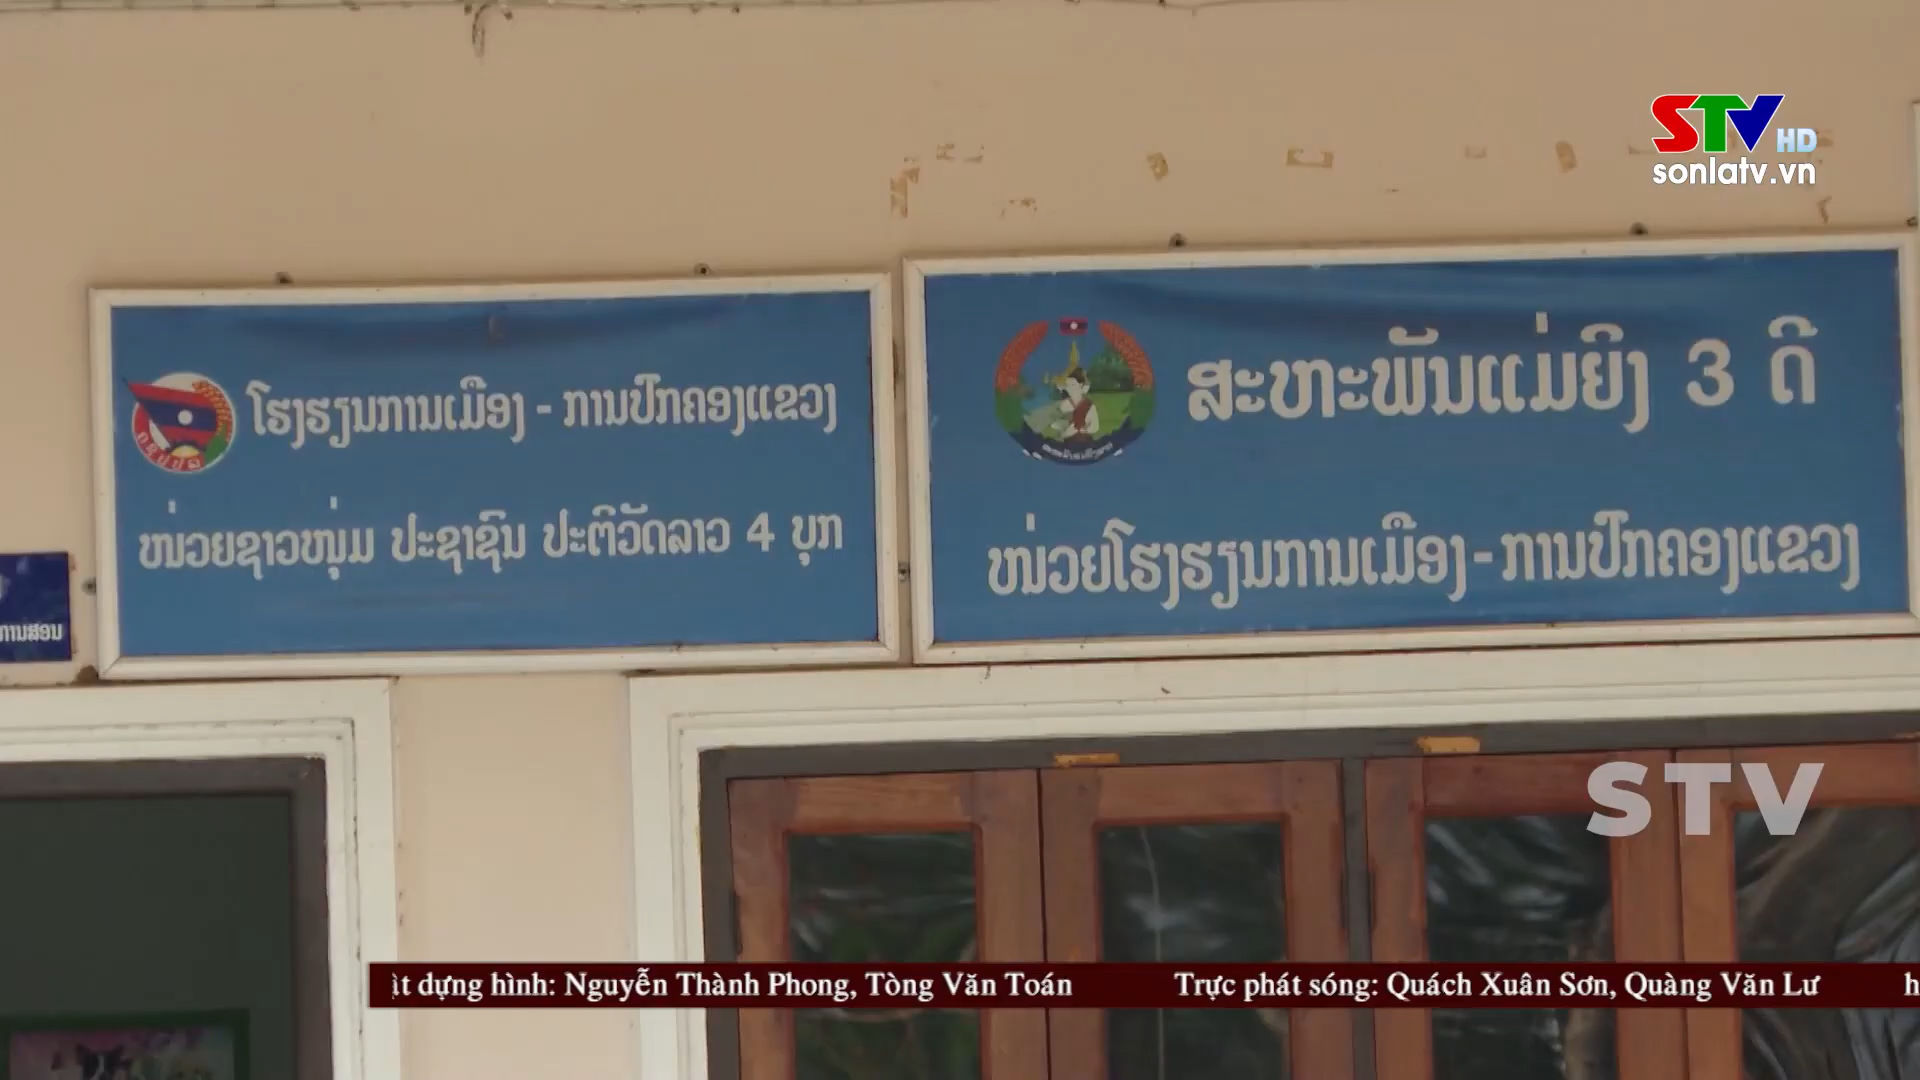 STV HD
sonlatv.vn
ໂຮງຮຽນການເມືອງ - ການປົກຄອງແຂວງ
ໜ່ວຍຊາວໜຸ່ມ ປະຊາຊົນ ປະຕິວັດລາວ 4 ບຸກ
ຄຊປປລ
ສະຫະພັນແມ່ຍິງ 3 ດີ
ໜ່ວຍໂຮງຮຽນການເມືອງ - ການປົກຄອງແຂວງ
ການສອນ
STV
ật dựng hình: Nguyễn Thành Phong, Tòng Văn Toán Trực phát sóng: Quách Xuân Sơn, Quàng Văn Lư h